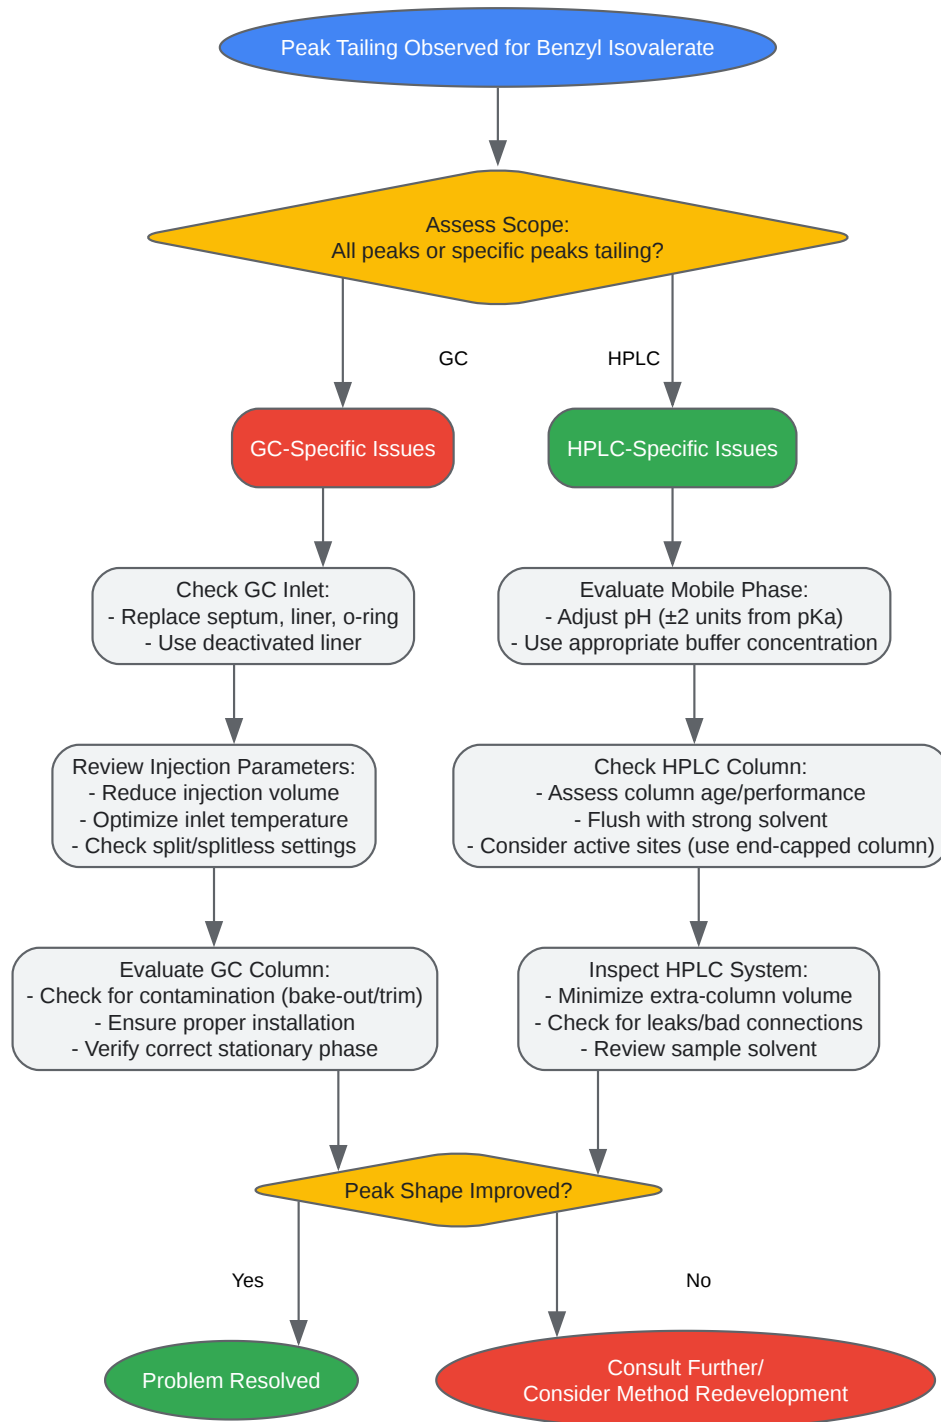 Peak Tailing Observed for Benzyl Isovalerate
Assess Scope:
All peaks or specific peaks tailing?
GC
HPLC
GC-Specific Issues
HPLC-Specific Issues
Check GC Inlet:
- Replace septum, liner, o-ring
- Use deactivated liner
Evaluate Mobile Phase:
- Adjust pH (±2 units from pKa)
- Use appropriate buffer concentration
Review Injection Parameters:
- Reduce injection volume
- Optimize inlet temperature
- Check split/splitless settings
Check HPLC Column:
- Assess column age/performance
- Flush with strong solvent
- Consider active sites (use end-capped column)
Evaluate GC Column:
- Check for contamination (bake-out/trim)
- Ensure proper installation
- Verify correct stationary phase
Inspect HPLC System:
- Minimize extra-column volume
- Check for leaks/bad connections
- Review sample solvent
Peak Shape Improved?
Yes
No
Problem Resolved
Consult Further/
Consider Method Redevelopment